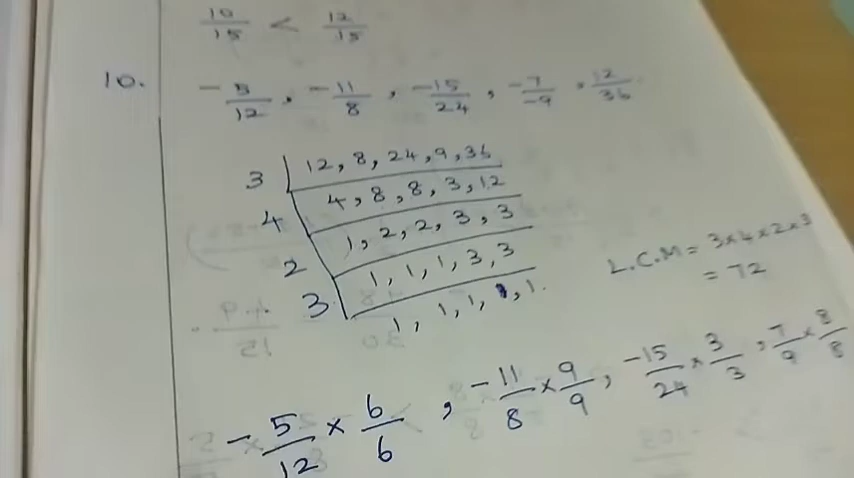 10/15 < 12/15
10. -5/12, -11/8, -15/24, -7/-9, 12/36
3 | 12, 8, 24, 9, 36
4 | 4, 8, 8, 3, 12
2 | 1, 2, 2, 3, 3
3 | 1, 1, 1, 3, 3
1, 1, 1, 1, 1.
L.C.M = 3×4×2×3
= 72
-5/12 × 6/6, -11/8 × 9/9, -15/24 × 3/3, 7/9 × 8/8